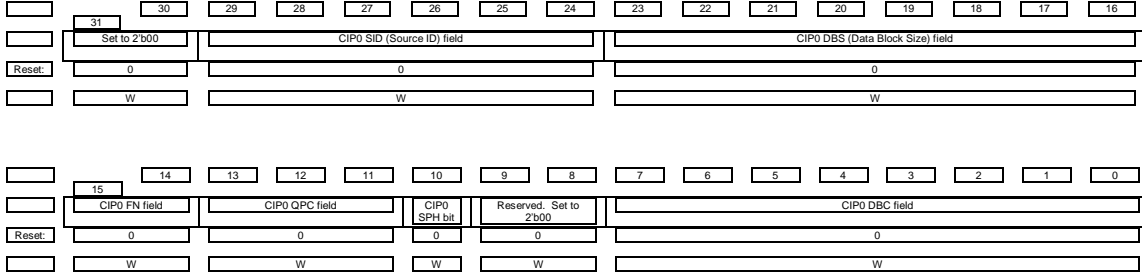 31 30 29 28 27 26 25 24 23 22 21 20 19 18 17 16
Set to 2'b00 CIP0 SID (Source ID) field CIP0 DBS (Data Block Size) field
Reset: 0 0 0
W W W
15 14 13 12 11 10 9 8 7 6 5 4 3 2 1 0
CIP0 FN field CIP0 QPC field CIP0 SPH bit Reserved. Set to 2'b00 CIP0 DBC field
Reset: 0 0 0 0 0
W W W W W